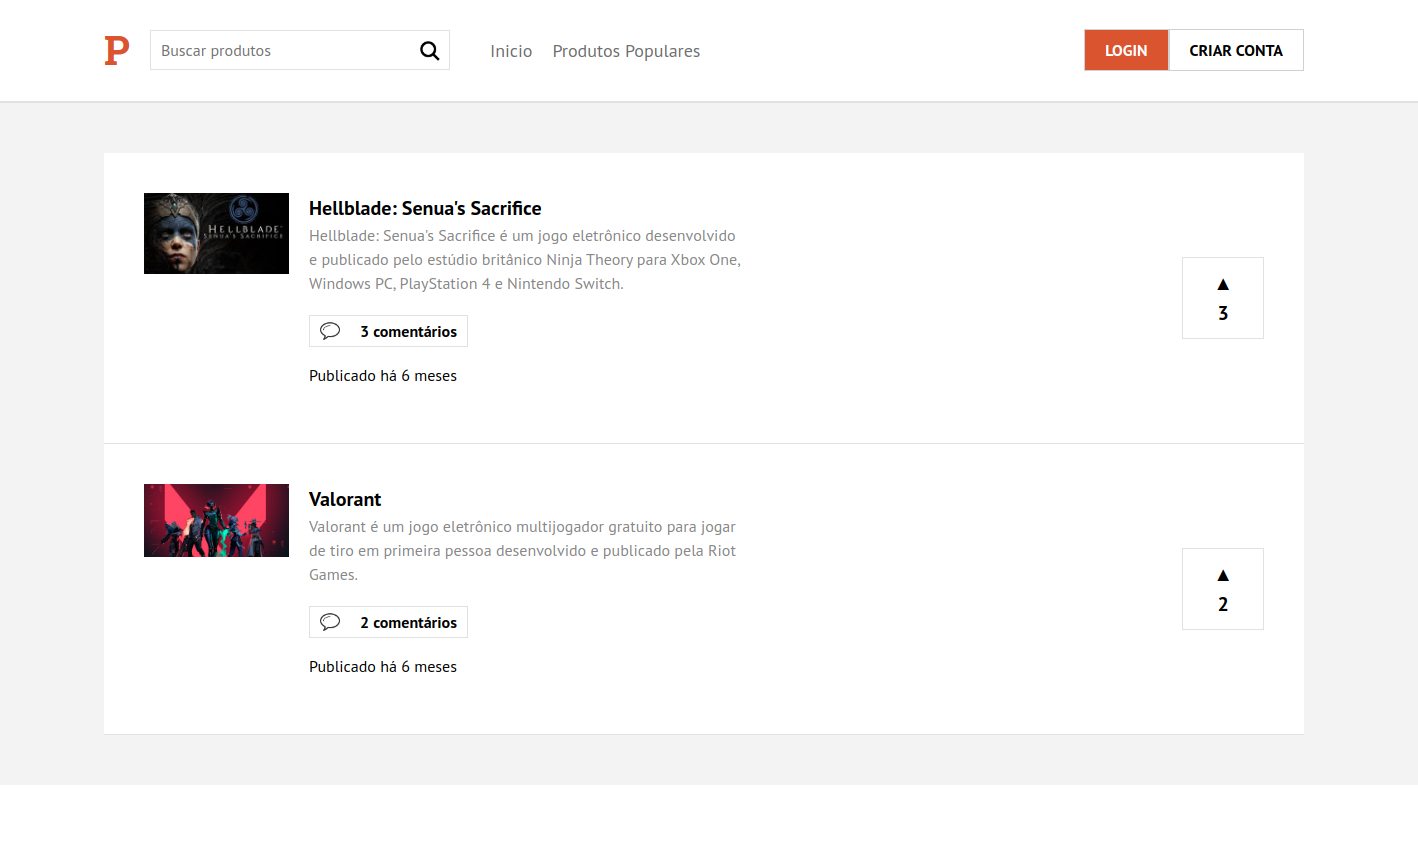 P
Buscar produtos
Inicio
Produtos Populares
LOGIN
CRIAR CONTA
HELLBLADE
SENUA'S SACRIFICE
Hellblade: Senua's Sacrifice
Hellblade: Senua's Sacrifice é um jogo eletrônico desenvolvido
e publicado pelo estúdio britânico Ninja Theory para Xbox One,
Windows PC, PlayStation 4 e Nintendo Switch.
3 comentários
Publicado há 6 meses
▲
3
Valorant
Valorant é um jogo eletrônico multijogador gratuito para jogar
de tiro em primeira pessoa desenvolvido e publicado pela Riot
Games.
2 comentários
Publicado há 6 meses
▲
2